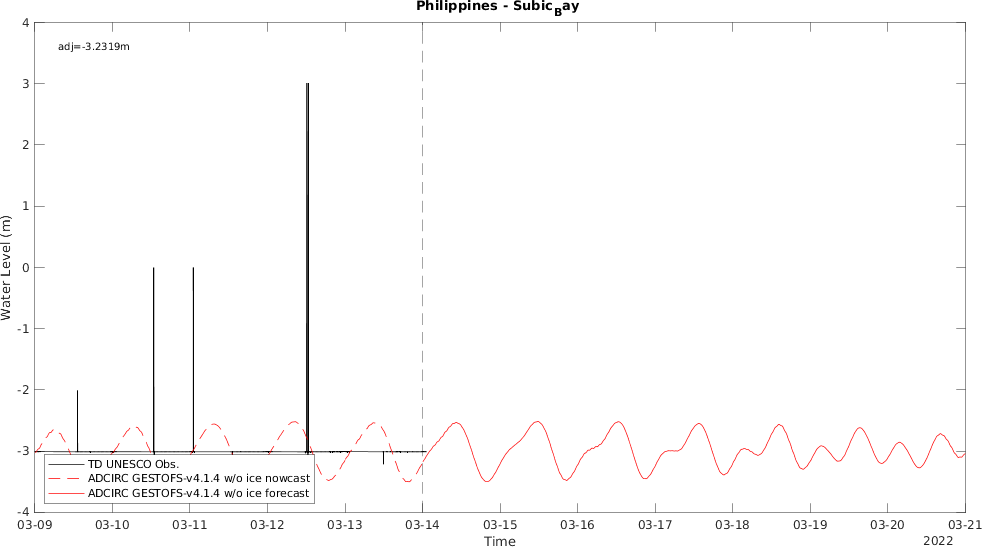 Philippines - Subic_Bay
adj=-3.2319m
4
3
2
1
0
-1
-2
-3
-4
Water Level (m)
TD UNESCO Obs.
ADCIRC GESTOFS-v4.1.4 w/o ice nowcast
ADCIRC GESTOFS-v4.1.4 w/o ice forecast
03-09 03-10 03-11 03-12 03-13 03-14 03-15 03-16 03-17 03-18 03-19 03-20 03-21
Time
2022